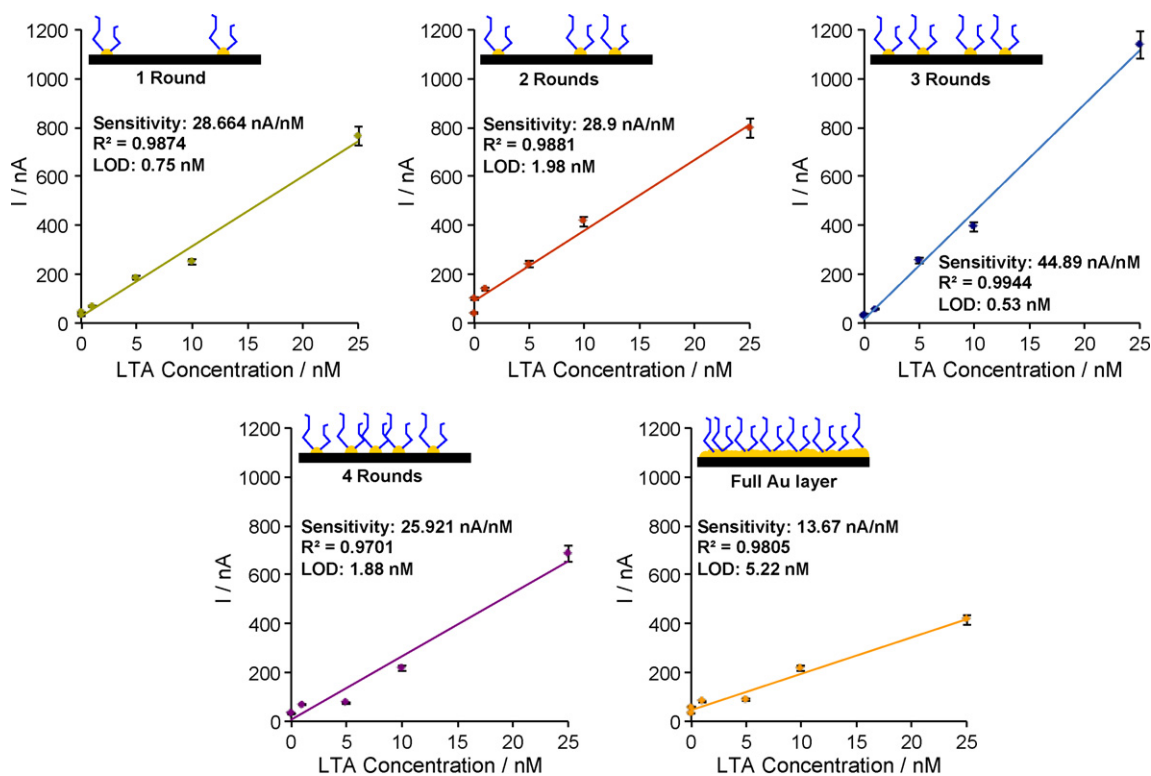 1 Round
Sensitivity: 28.664 nA/nM
R² = 0.9874
LOD: 0.75 nM
I / nA
1200
1000
800
600
400
200
0
0 5 10 15 20 25
LTA Concentration / nM
2 Rounds
Sensitivity: 28.9 nA/nM
R² = 0.9881
LOD: 1.98 nM
I / nA
1200
1000
800
600
400
200
0
0 5 10 15 20 25
LTA Concentration / nM
3 Rounds
Sensitivity: 44.89 nA/nM
R² = 0.9944
LOD: 0.53 nM
I / nA
1200
1000
800
600
400
200
0
0 5 10 15 20 25
LTA Concentration / nM
4 Rounds
Sensitivity: 25.921 nA/nM
R² = 0.9701
LOD: 1.88 nM
I / nA
1200
1000
800
600
400
200
0
0 5 10 15 20 25
LTA Concentration / nM
Full Au layer
Sensitivity: 13.67 nA/nM
R² = 0.9805
LOD: 5.22 nM
I / nA
1200
1000
800
600
400
200
0
0 5 10 15 20 25
LTA Concentration / nM